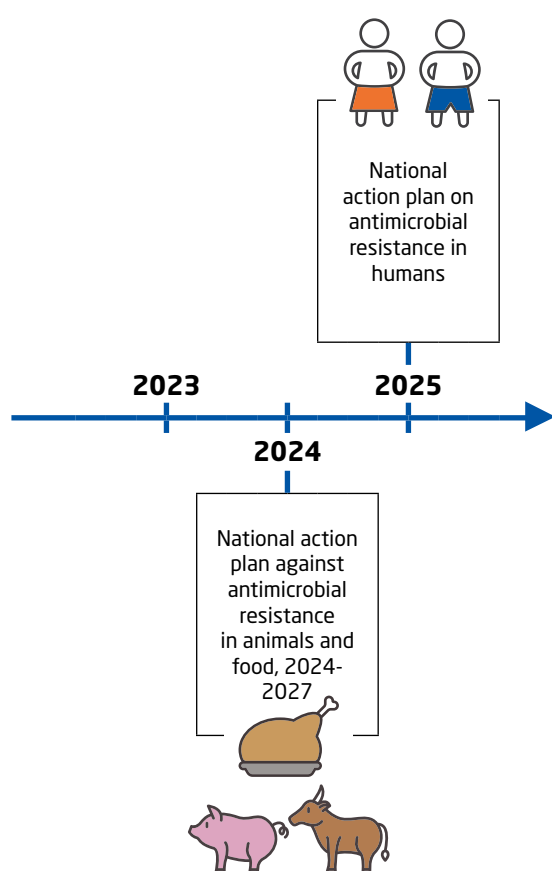 National
action plan on
antimicrobial
resistance in
humans
2023
2025
2024
National action
plan against
antimicrobial
resistance
in animals and
food, 2024-
2027